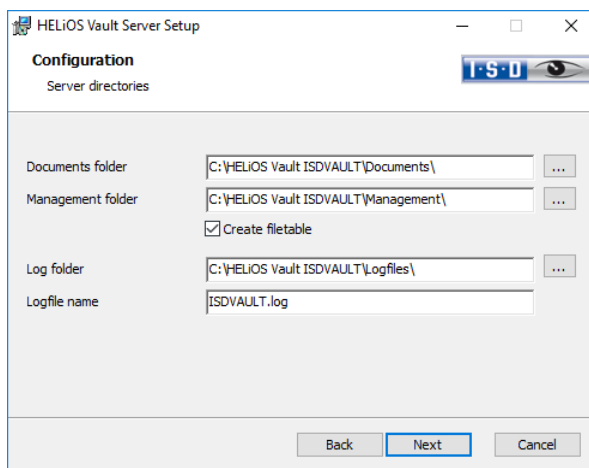 HELiOS Vault Server Setup
Configuration
Server directories
I·S·D
Documents folder C:\HELiOS Vault ISDVAULT\Documents\ ...
Management folder C:\HELiOS Vault ISDVAULT\Management\ ...
Create filetable
Log folder C:\HELiOS Vault ISDVAULT\Logfiles\ ...
Logfile name ISDVAULT.log
Back Next Cancel